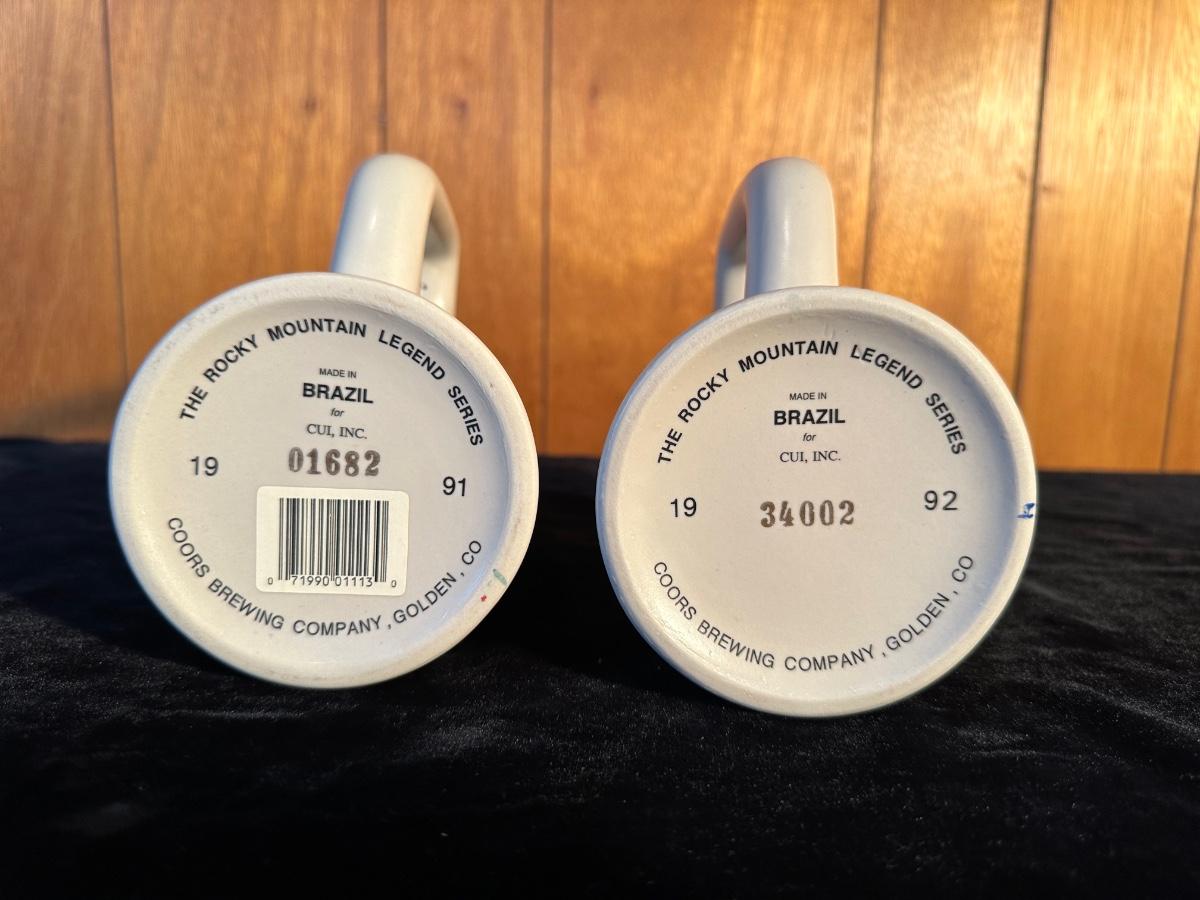 THE ROCKY MOUNTAIN LEGEND SERIES
MADE IN
BRAZIL
for
CUI, INC.
01682
19 91
0 71990 01113 0
COORS BREWING COMPANY, GOLDEN, CO
THE ROCKY MOUNTAIN LEGEND SERIES
MADE IN
BRAZIL
for
CUI, INC.
19 34002 92
COORS BREWING COMPANY, GOLDEN, CO